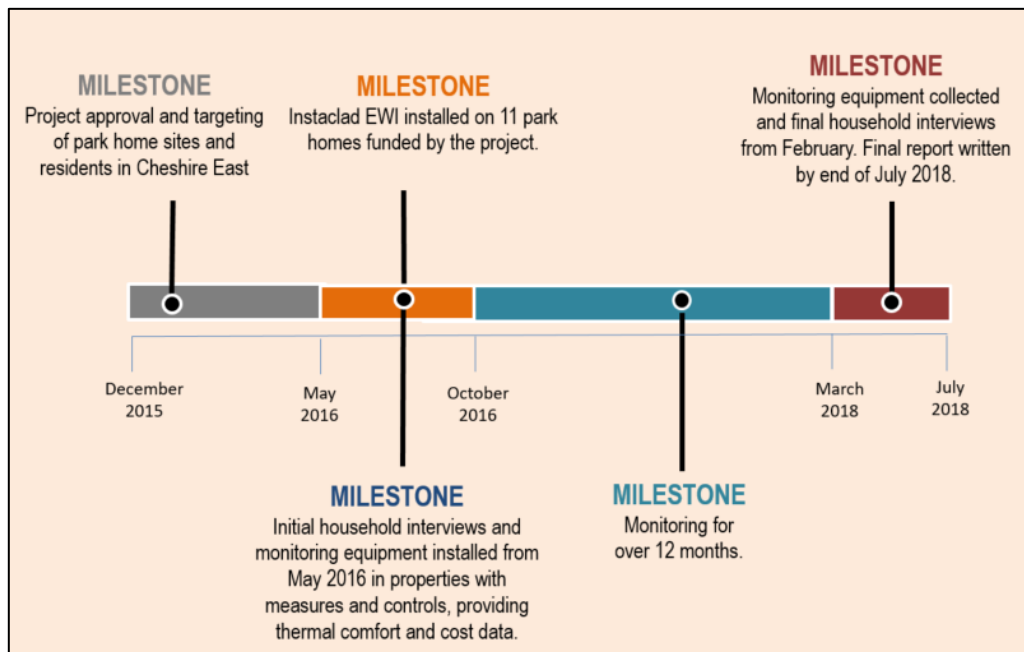 MILESTONE
Project approval and targeting
of park home sites and
residents in Cheshire East
MILESTONE
Instaclad EWI installed on 11 park
homes funded by the project.
MILESTONE
Monitoring equipment collected
and final household interviews
from February. Final report written
by end of July 2018.
December
2015
May
2016
October
2016
March
2018
July
2018
MILESTONE
Initial household interviews and
monitoring equipment installed from
May 2016 in properties with
measures and controls, providing
thermal comfort and cost data.
MILESTONE
Monitoring for
over 12 months.